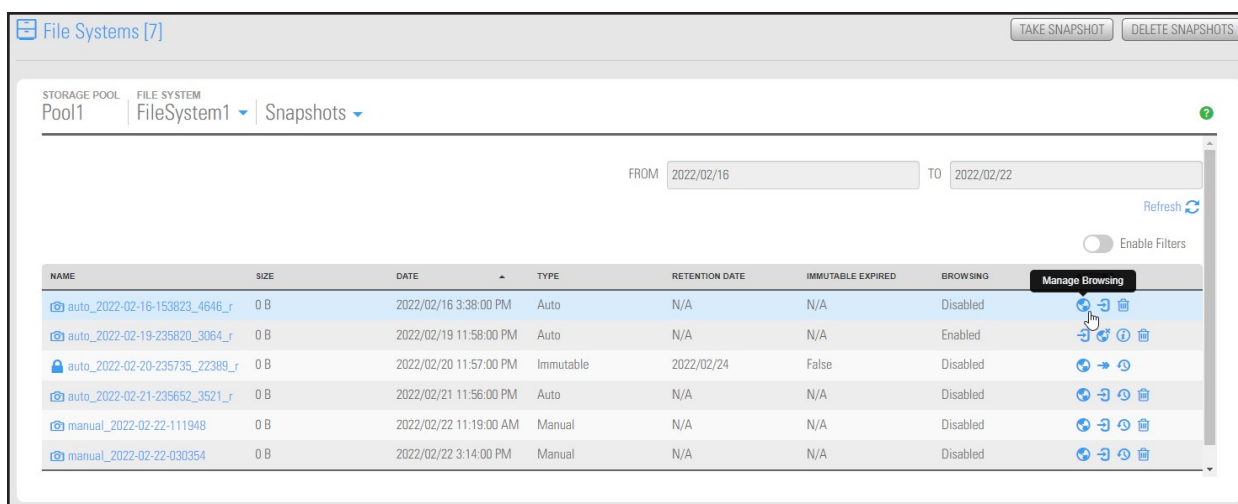 File Systems [7]
TAKE SNAPSHOT
DELETE SNAPSHOTS
STORAGE POOL FILE SYSTEM
Pool1 FileSystem1 Snapshots
?
FROM 2022/02/16 TO 2022/02/22
Refresh
Enable Filters
NAME SIZE DATE TYPE RETENTION DATE IMMUTABLE EXPIRED BROWSING
Manage Browsing
auto_2022-02-16-153823_4646_r 0 B 2022/02/16 3:38:00 PM Auto N/A N/A Disabled
auto_2022-02-19-235820_3064_r 0 B 2022/02/19 11:58:00 PM Auto N/A N/A Enabled
auto_2022-02-20-235735_22389_r 0 B 2022/02/20 11:57:00 PM Immutable 2022/02/24 False Disabled
auto_2022-02-21-235652_3521_r 0 B 2022/02/21 11:56:00 PM Auto N/A N/A Disabled
manual_2022-02-22-111948 0 B 2022/02/22 11:19:00 AM Manual N/A N/A Disabled
manual_2022-02-22-030354 0 B 2022/02/22 3:14:00 PM Manual N/A N/A Disabled